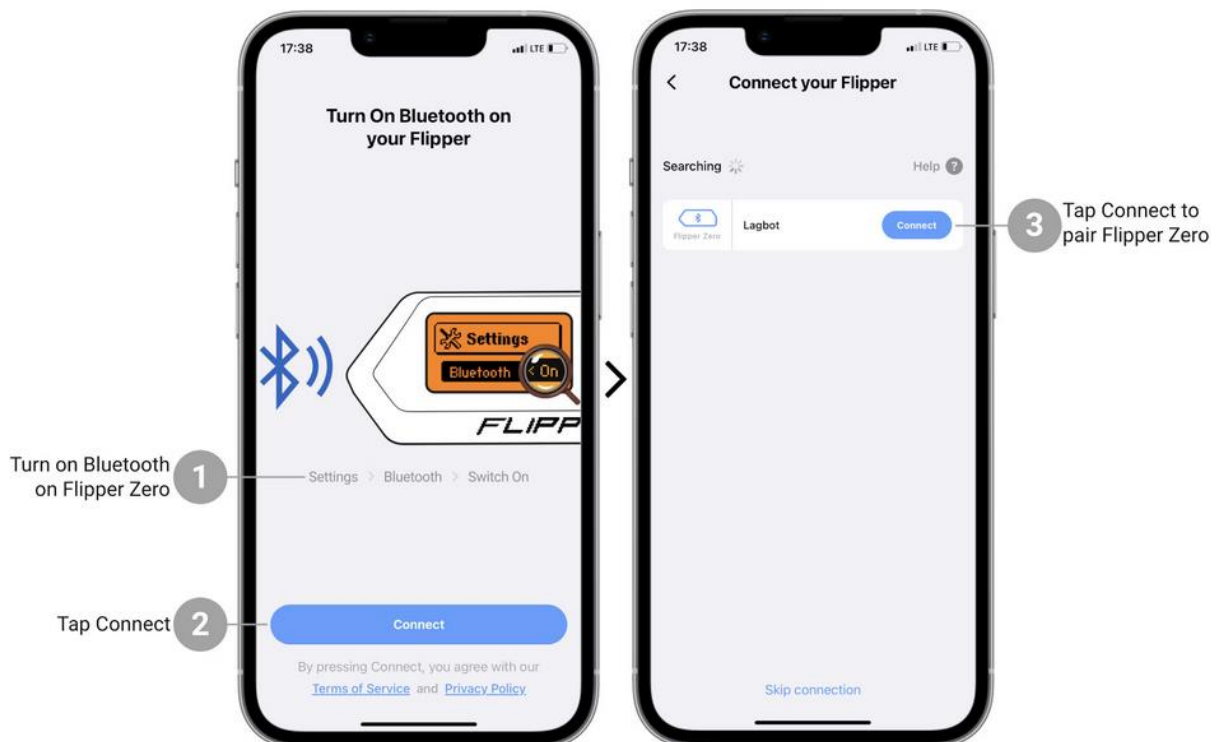 17:38
LTE
Turn On Bluetooth on
your Flipper
Settings
Bluetooth < On
FLIPP
Turn on Bluetooth
on Flipper Zero
1
Settings > Bluetooth > Switch On
Tap Connect
2
Connect
By pressing Connect, you agree with our
Terms of Service and Privacy Policy
>
17:38
LTE
< Connect your Flipper
Searching
Help ?
Flipper Zero
Lagbot
Connect
3
Tap Connect to
pair Flipper Zero
Skip connection